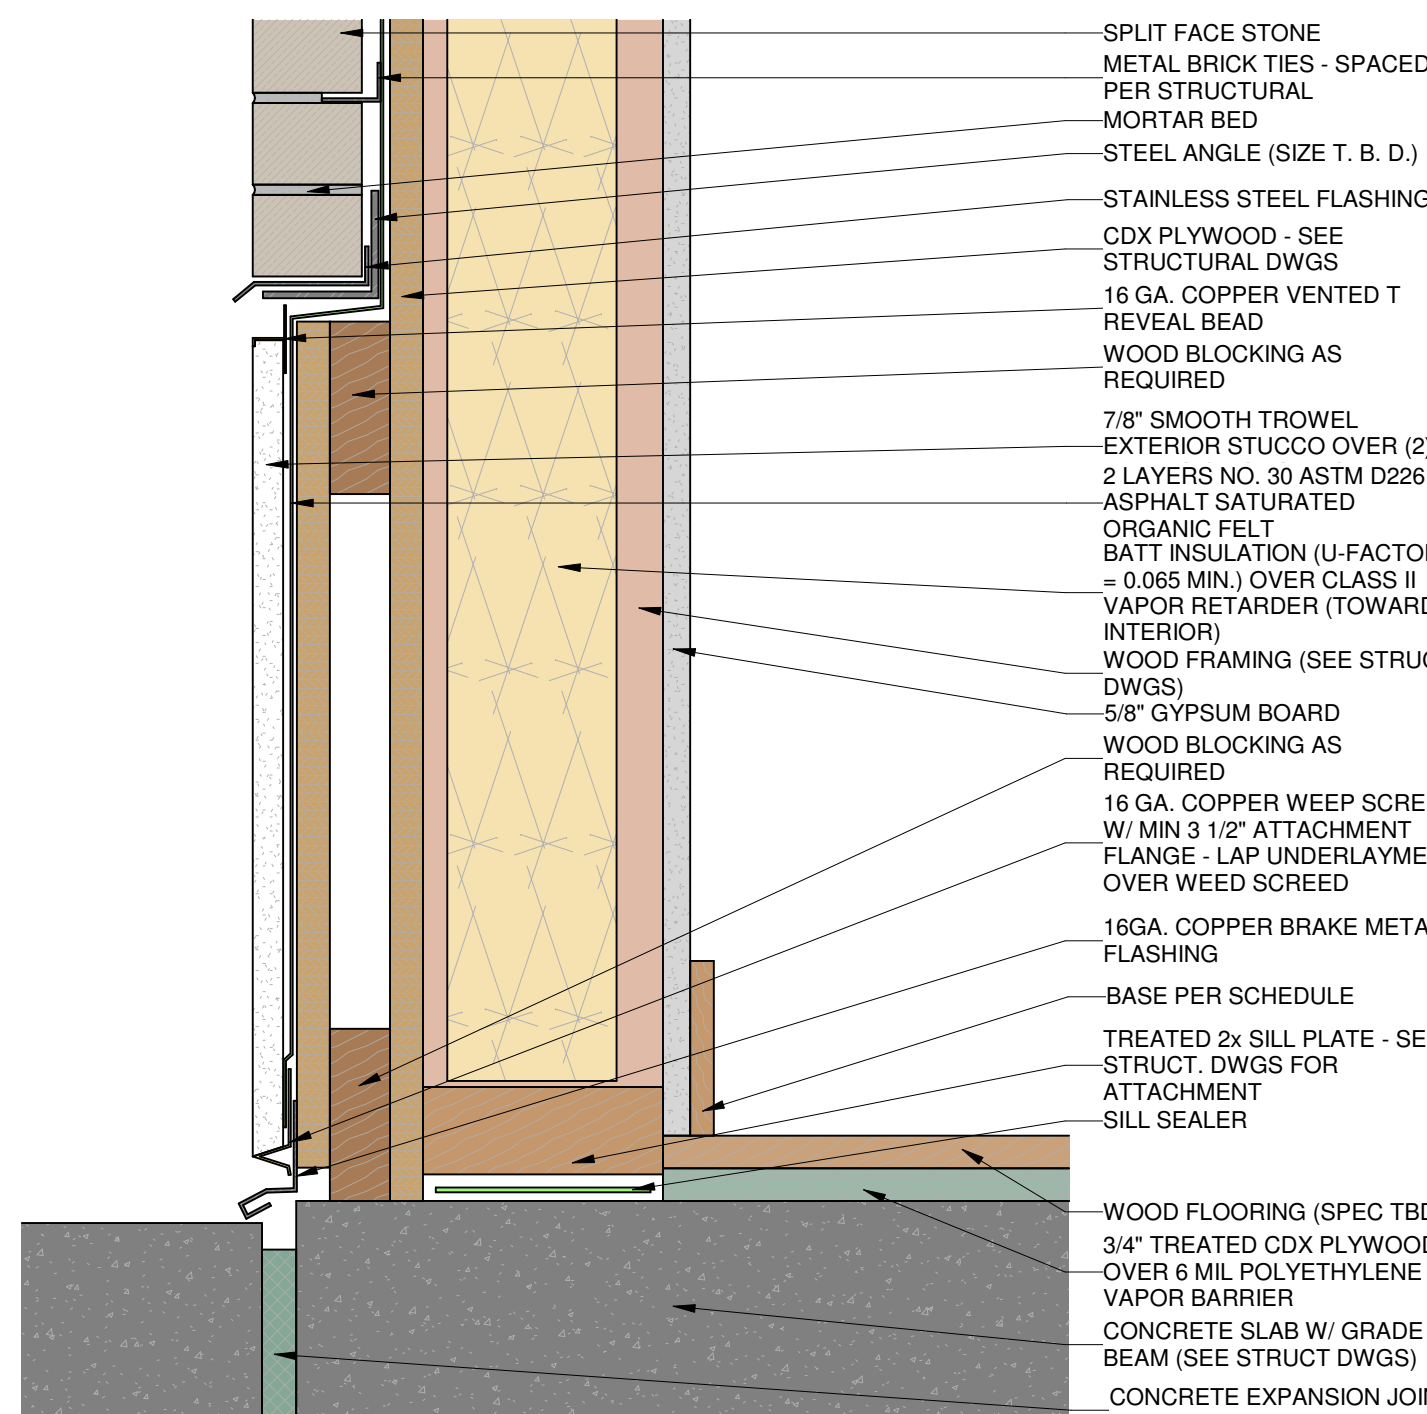 SPLIT FACE STONE
METAL BRICK TIES - SPACED
PER STRUCTURAL
MORTAR BED
STEEL ANGLE (SIZE T. B. D.)
STAINLESS STEEL FLASHING
CDX PLYWOOD - SEE
STRUCTURAL DWGS
16 GA. COPPER VENTED T
REVEAL BEAD
WOOD BLOCKING AS
REQUIRED
7/8" SMOOTH TROWEL
EXTERIOR STUCCO OVER (2)
2 LAYERS NO. 30 ASTM D226
ASPHALT SATURATED
ORGANIC FELT
BATT INSULATION (U-FACTOR
= 0.065 MIN.) OVER CLASS II
VAPOR RETARDER (TOWARD
INTERIOR)
WOOD FRAMING (SEE STRUC
DWGS)
5/8" GYPSUM BOARD
WOOD BLOCKING AS
REQUIRED
16 GA. COPPER WEEP SCRE
W/ MIN 3 1/2" ATTACHMENT
FLANGE - LAP UNDERLAYME
OVER WEED SCREED
16GA. COPPER BRAKE META
FLASHING
BASE PER SCHEDULE
TREATED 2x SILL PLATE - SE
STRUCT. DWGS FOR
ATTACHMENT
SILL SEALER
WOOD FLOORING (SPEC TBD
3/4" TREATED CDX PLYWOOD
OVER 6 MIL POLYETHYLENE
VAPOR BARRIER
CONCRETE SLAB W/ GRADE
BEAM (SEE STRUCT DWGS)
CONCRETE EXPANSION JOIN